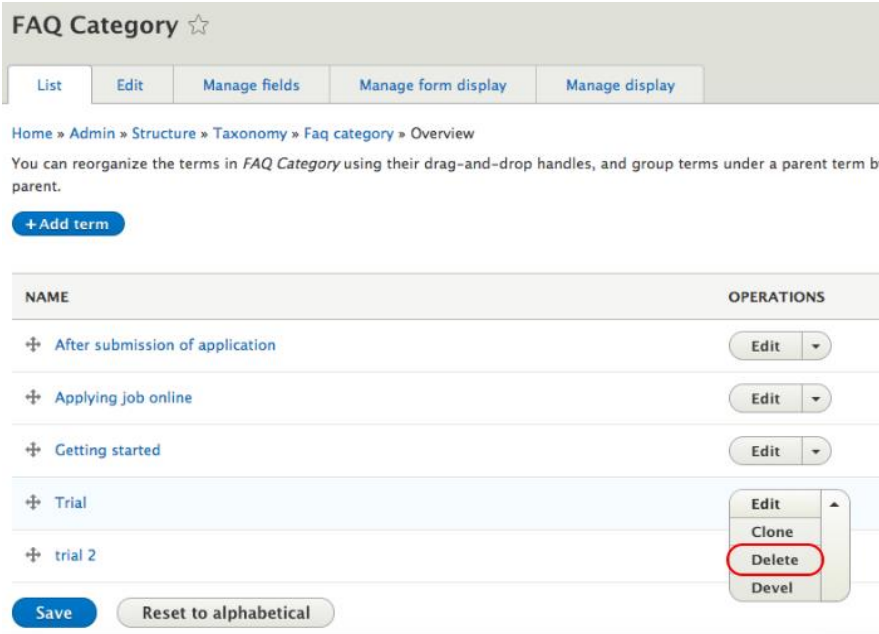 FAQ Category
List Edit Manage fields Manage form display Manage display
Home » Admin » Structure » Taxonomy » Faq category » Overview
You can reorganize the terms in FAQ Category using their drag-and-drop handles, and group terms under a parent term
parent.
+ Add term
NAME OPERATIONS
After submission of application Edit
Applying job online Edit
Getting started Edit
Trial Edit
Clone
trial 2 Delete
Devel
Save Reset to alphabetical